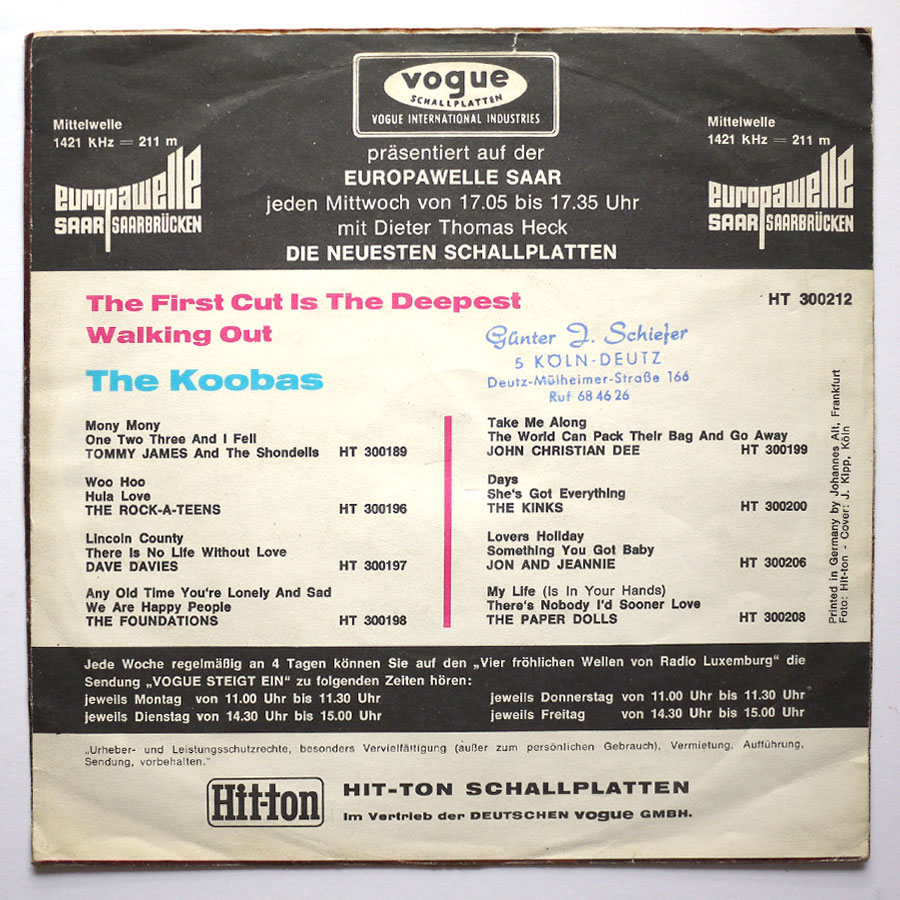 vogue
SCHALLPLATTEN
VOGUE INTERNATIONAL INDUSTRIES
Mittelwelle
1421 KHz = 211 m
europawelle
SAAR SAARBRÜCKEN
präsentiert auf der
EUROPAWELLE SAAR
jeden Mittwoch von 17.05 bis 17.35 Uhr
mit Dieter Thomas Heck
DIE NEUESTEN SCHALLPLATTEN
Mittelwelle
1421 KHz = 211 m
europawelle
SAAR SAARBRÜCKEN
The First Cut Is The Deepest
Walking Out
The Koobas
HT 300212
Günter J. Schiefer
5 KÖLN-DEUTZ
Deutz-Mülheimer-Straße 166
Ruf 68 46 26
Mony Mony
One Two Three And I Fell
TOMMY JAMES And The Shondells HT 300189
Woo Hoo
Hula Love
THE ROCK-A-TEENS HT 300196
Lincoln County
There Is No Life Without Love
DAVE DAVIES HT 300197
Any Old Time You're Lonely And Sad
We Are Happy People
THE FOUNDATIONS HT 300198
Take Me Along
The World Can Pack Their Bag And Go Away
JOHN CHRISTIAN DEE HT 300199
Days
She's Got Everything
THE KINKS HT 300200
Lovers Holiday
Something You Got Baby
JON AND JEANNIE HT 300206
My Life (Is In Your Hands)
There's Nobody I'd Sooner Love
THE PAPER DOLLS HT 300208
Printed in Germany by Johannes Alt, Frankfurt
Foto: Hit-ton - Cover: J. Kipp, Köln
Jede Woche regelmäßig an 4 Tagen können Sie auf den „Vier fröhlichen Wellen von Radio Luxemburg“ die
Sendung „VOGUE STEIGT EIN“ zu folgenden Zeiten hören:
jeweils Montag von 11.00 Uhr bis 11.30 Uhr
jeweils Dienstag von 14.30 Uhr bis 15.00 Uhr
jeweils Donnerstag von 11.00 Uhr bis 11.30 Uhr
jeweils Freitag von 14.30 Uhr bis 15.00 Uhr
„Urheber- und Leistungsschutzrechte, besonders Vervielfältigung (außer zum persönlichen Gebrauch), Vermietung, Aufführung,
Sendung, vorbehalten.“
Hit-ton
HIT-TON SCHALLPLATTEN
Im Vertrieb der DEUTSCHEN vogue GMBH.